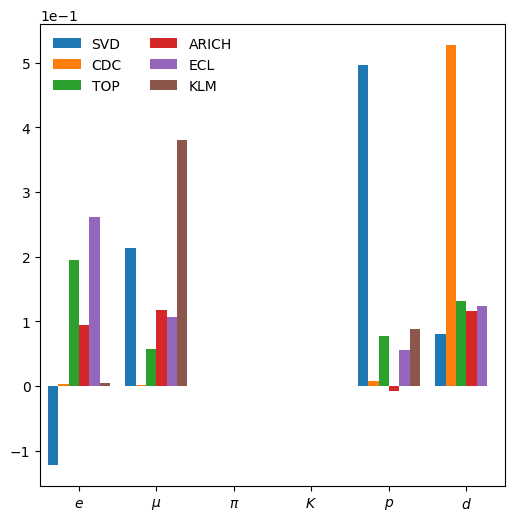 1e−1
SVD
CDC
TOP
ARICH
ECL
KLM
5
4
3
2
1
0
−1
e μ π K p d